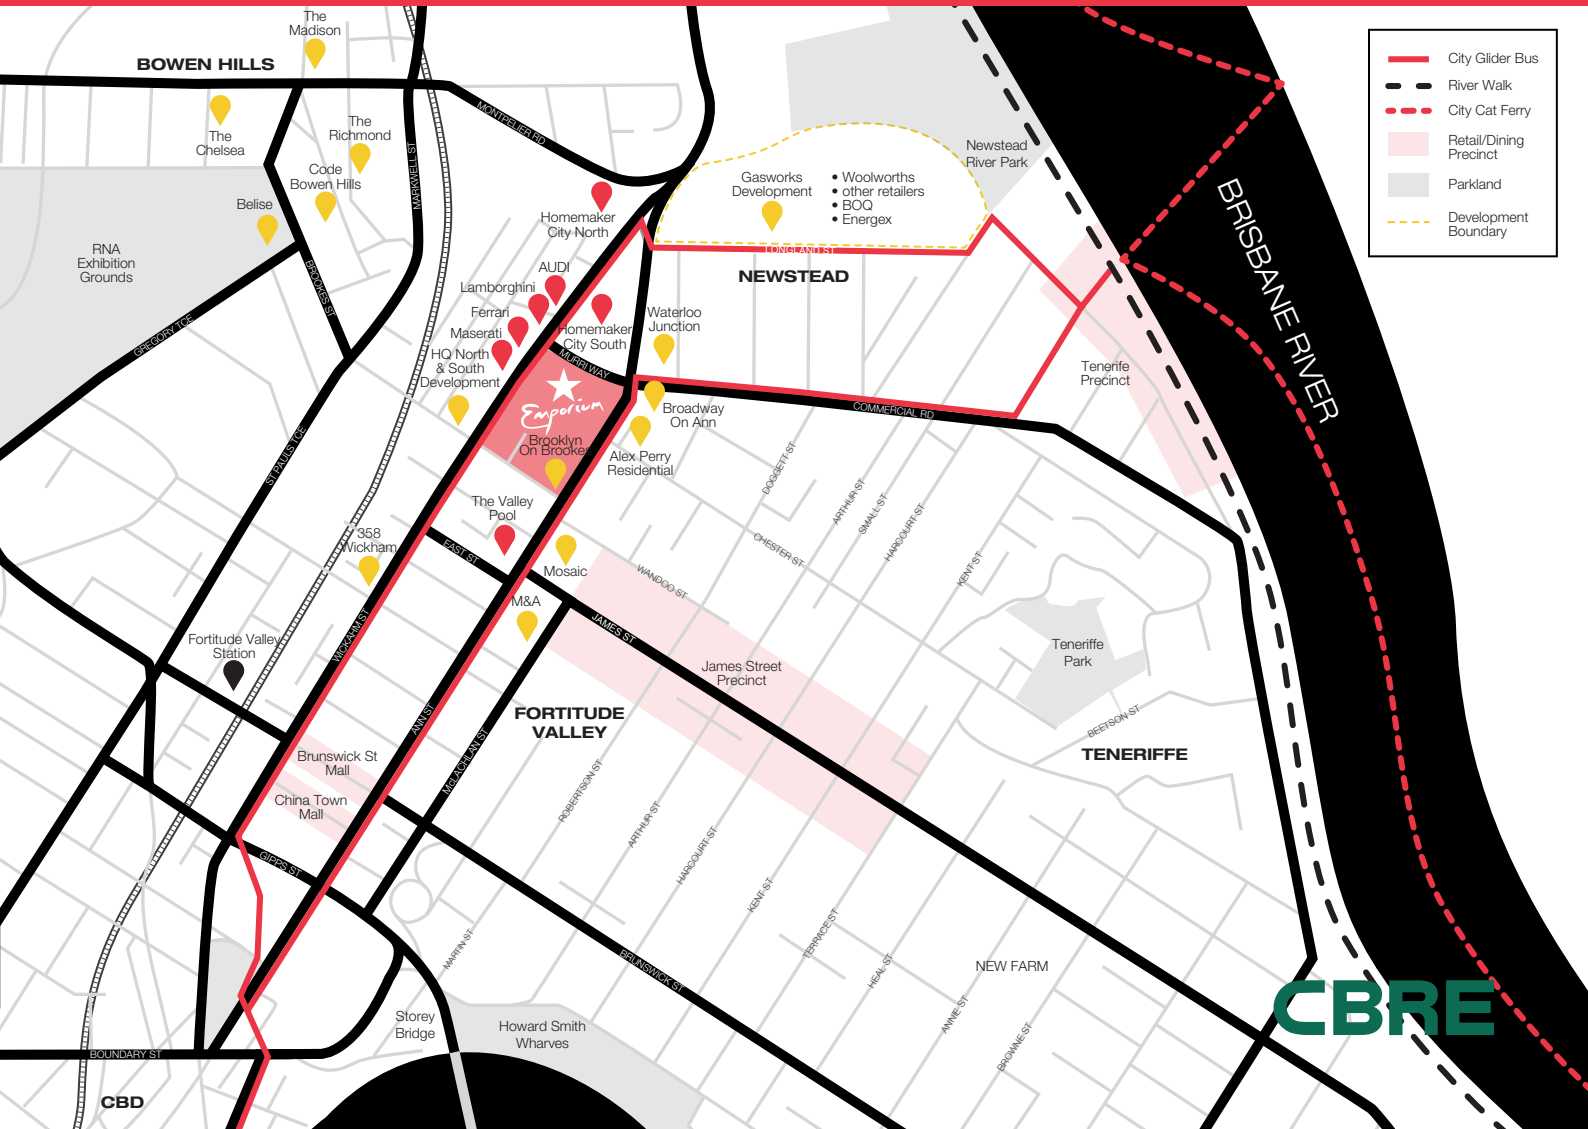 The
Madison
BOWEN HILLS
The
Chelsea
The
Richmond
Code
Bowen Hills
Belise
RNA
Exhibition
Grounds
MONTPELIER RD
MARKWELL ST
BROOKES ST
GREGORY TCE
ST PAULS TCE
Homemaker
City North
AUDI
Lamborghini
Ferrari
Maserati
HQ North
& South
Development
Homemaker
City South
MURRI WAY
Emporium
Brooklyn
On Brookes
Waterloo
Junction
Broadway
On Ann
Alex Perry
Residential
Gasworks
Development
• Woolworths
• other retailers
• BOQ
• Energex
LONGLAND ST
NEWSTEAD
Newstead
River Park
City Glider Bus
River Walk
City Cat Ferry
Retail/Dining
Precinct
Parkland
Development
Boundary
BRISBANE RIVER
Tenerife
Precinct
COMMERCIAL RD
DOGGETT ST
ARTHUR ST
SMALL ST
HARCOURT ST
CHESTER ST
KENT ST
WANDOO ST
The Valley
Pool
EAST ST
Mosaic
M&A
JAMES ST
358
Wickham
WICKAHM ST
Fortitude Valley
Station
ANN ST
McLACHLAN ST
FORTITUDE
VALLEY
James Street
Precinct
Teneriffe
Park
BEETSON ST
TENERIFFE
Brunswick St
Mall
China Town
Mall
GIPPS ST
ROBERTSON ST
ARTHUR ST
HARCOURT ST
KENT ST
TERRACE ST
HEAL ST
MARTIN ST
BRUNSWICK ST
NEW FARM
ANNIE ST
BROWNE ST
CBRE
Storey
Bridge
Howard Smith
Wharves
BOUNDARY ST
CBD